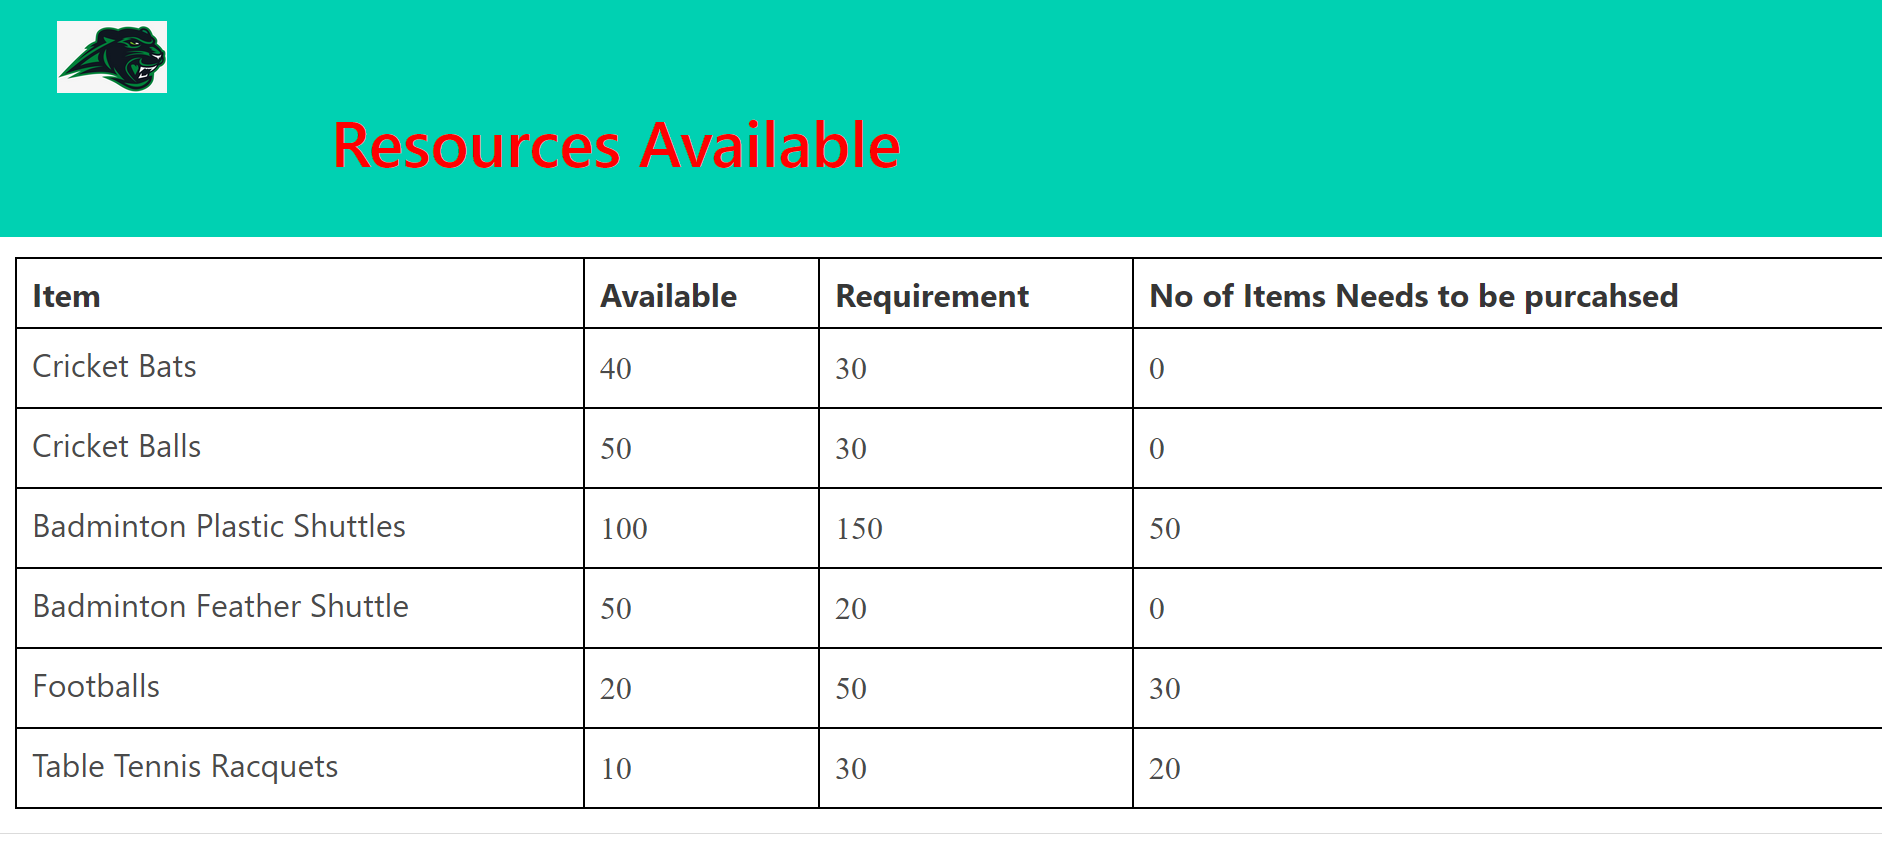 Resources Available
Item Available Requirement No of Items Needs to be purcahsed
Cricket Bats 40 30 0
Cricket Balls 50 30 0
Badminton Plastic Shuttles 100 150 50
Badminton Feather Shuttle 50 20 0
Footballs 20 50 30
Table Tennis Racquets 10 30 20